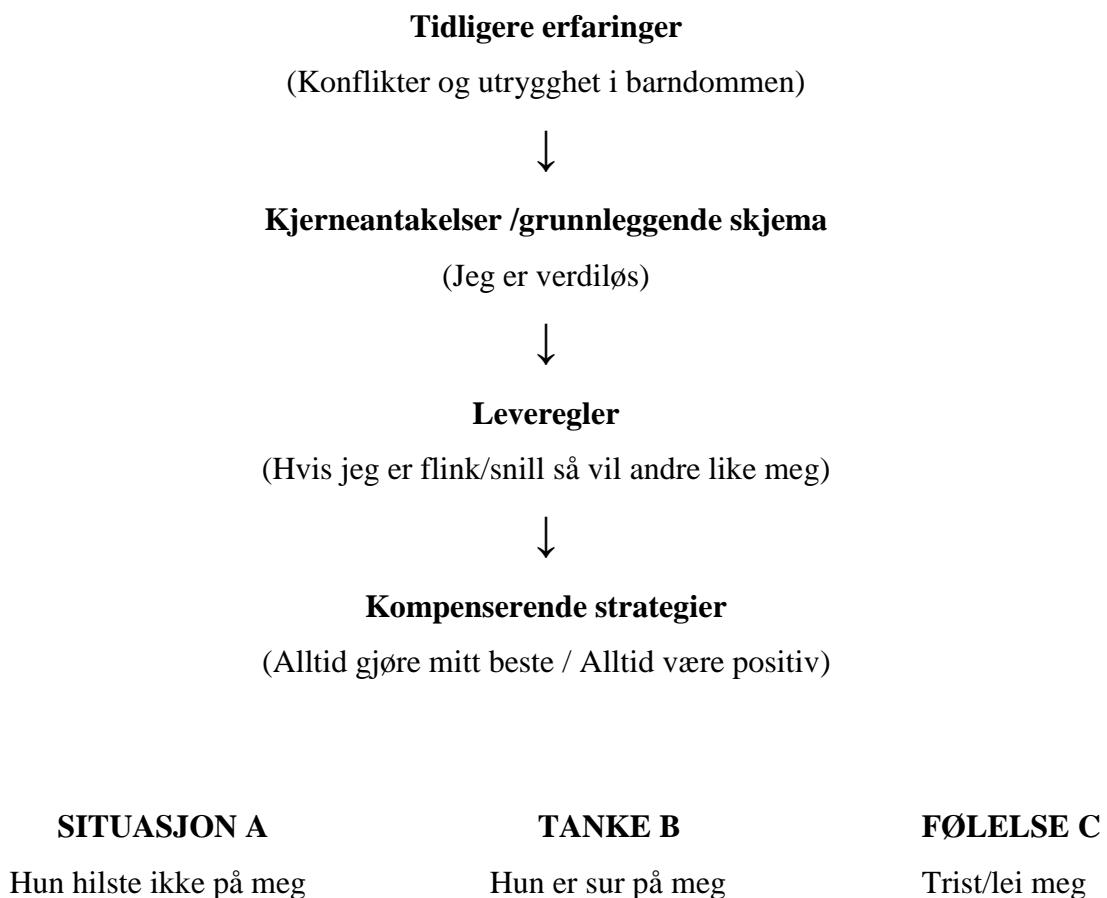 Tidligere erfaringer
(Konflikter og utrygghet i barndommen)
↓
Kjerneantakelser /grunnleggende skjema
(Jeg er verdiløs)
↓
Leveregler
(Hvis jeg er flink/snill så vil andre like meg)
↓
Kompenserende strategier
(Alltid gjøre mitt beste / Alltid være positiv)
SITUASJON A TANKE B FØLELSE C
Hun hilste ikke på meg Hun er sur på meg Trist/lei meg